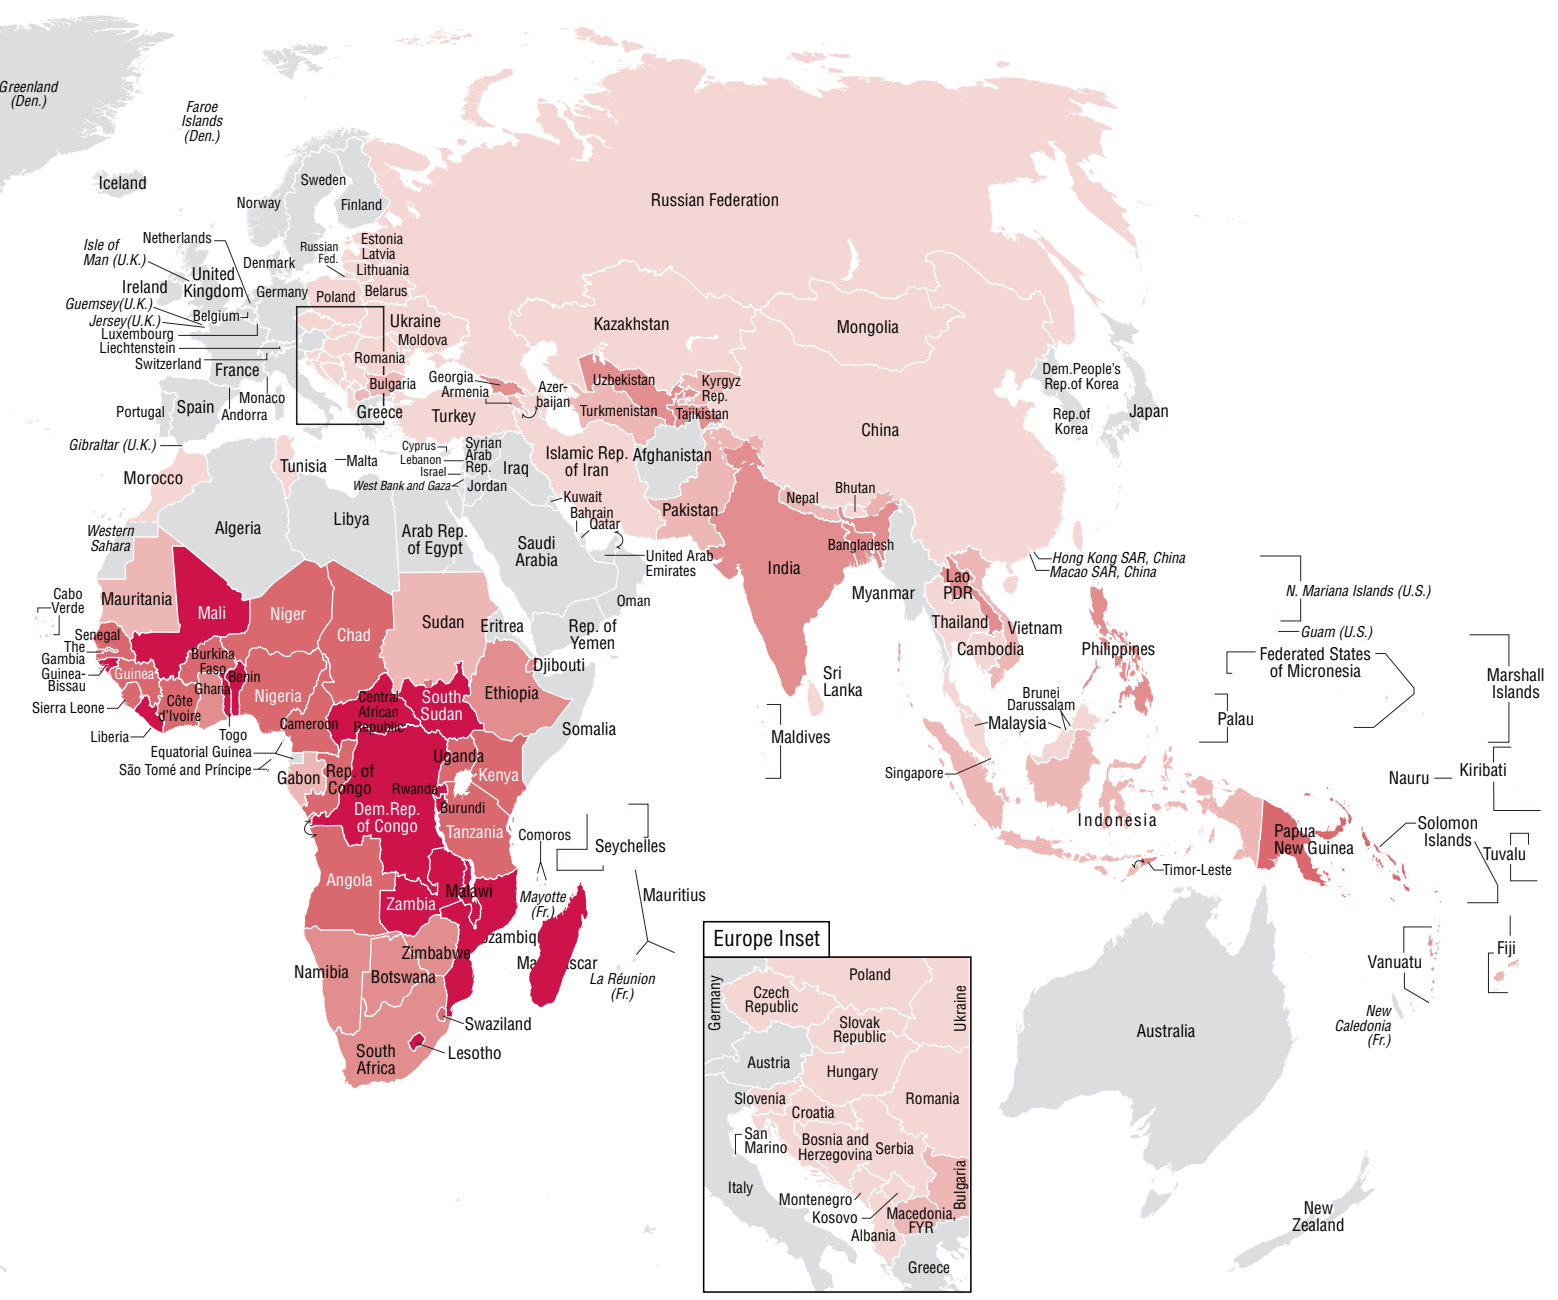 Greenland
(Den.)
Faroe
Islands
(Den.)
Iceland
Sweden
Norway
Finland
Russian Federation
Netherlands
Isle of
Man (U.K.)
Denmark
Russian
Fed.
Estonia
Latvia
Lithuania
United
Kingdom
Ireland
Germany
Poland
Belarus
Guemsey(U.K.)
Jersey(U.K.)
Belgium
Luxembourg
Liechtenstein
Switzerland
Ukraine
Moldova
Romania
France
Bulgaria
Monaco
Andorra
Portugal
Spain
Greece
Gibraltar (U.K.)
Kazakhstan
Mongolia
Georgia
Armenia
Azer-
baijan
Turkey
Uzbekistan
Turkmenistan
Kyrgyz
Rep.
Tajikistan
Dem.People's
Rep.of Korea
Rep.of
Korea
Japan
China
Morocco
Tunisia
Malta
Cyprus
Lebanon
Israel
West Bank and Gaza
Syrian
Arab
Rep.
Jordan
Iraq
Islamic Rep.
of Iran
Afghanistan
Kuwait
Bahrain
Qatar
Pakistan
Nepal
Bhutan
Western
Sahara
Algeria
Libya
Arab Rep.
of Egypt
Saudi
Arabia
United Arab
Emirates
Oman
Rep. of
Yemen
India
Bangladesh
Myanmar
Hong Kong SAR, China
Macao SAR, China
Lao
PDR
Thailand
Vietnam
Cambodia
Philippines
N. Mariana Islands (U.S.)
Guam (U.S.)
Federated States
of Micronesia
Marshall
Islands
Palau
Cabo
Verde
Mauritania
Mali
Niger
Chad
Sudan
Eritrea
Djibouti
Senegal
The
Gambia
Guinea-
Bissau
Guinea
Sierra Leone
Liberia
Burkina
Faso
Ghana
Benin
Côte
d'Ivoire
Togo
Nigeria
Cameroon
Central
African
Republic
South
Sudan
Ethiopia
Somalia
Equatorial Guinea
São Tomé and Príncipe
Gabon
Rep. of
Congo
Uganda
Kenya
Rwanda
Burundi
Dem.Rep.
of Congo
Tanzania
Sri
Lanka
Maldives
Brunei
Darussalam
Malaysia
Singapore
Indonesia
Nauru
Kiribati
Papua
New Guinea
Solomon
Islands
Tuvalu
Timor-Leste
Comoros
Seychelles
Mayotte
(Fr.)
Mauritius
La Réunion
(Fr.)
Angola
Zambia
Malawi
ozambiq
Ma
scar
Zimbabwe
Namibia
Botswana
Swaziland
Lesotho
South
Africa
Fiji
Vanuatu
New
Caledonia
(Fr.)
Australia
New
Zealand
Europe Inset
Germany
Poland
Czech
Republic
Ukraine
Slovak
Republic
Austria
Hungary
Slovenia
Croatia
Romania
San
Marino
Bosnia and
Herzegovina
Serbia
Italy
Montenegro
Kosovo
Bulgaria
Macedonia,
FYR
Albania
Greece